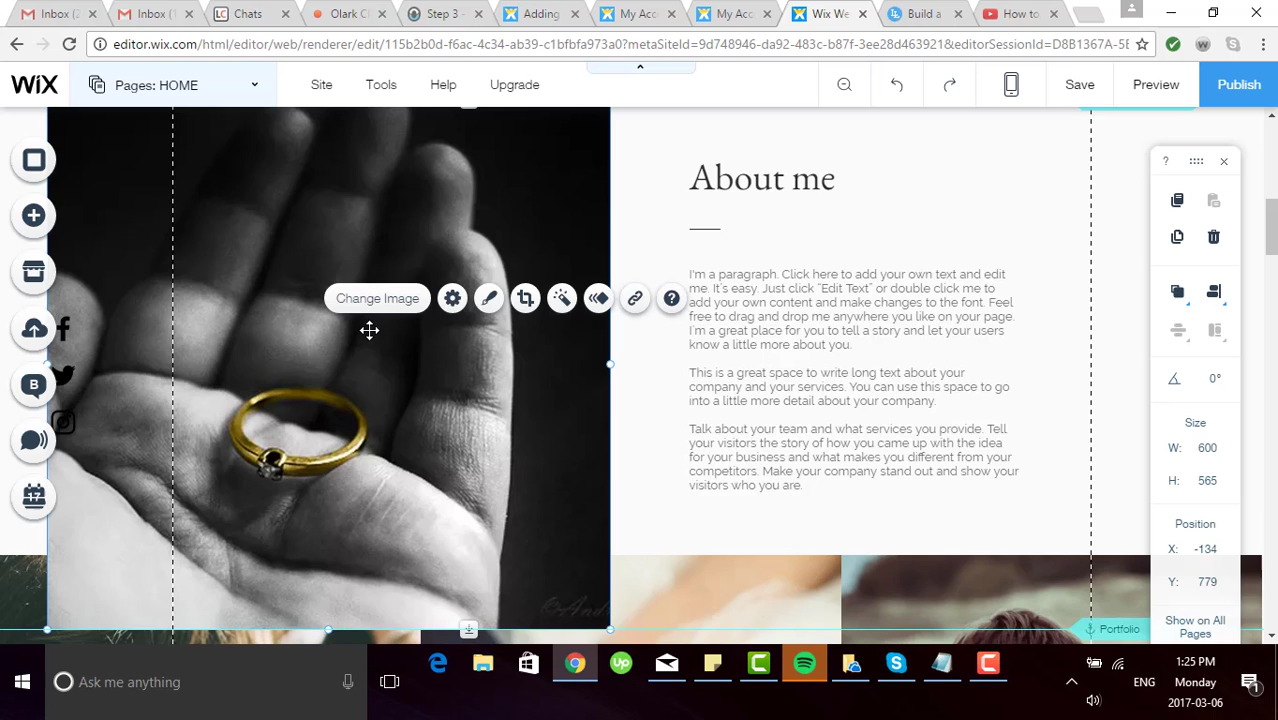 Inbox (2
Inbox (1
Chats
Olark C
Step 3 -
Adding
My Acc
My Acc
Wix We
Build a
How to
editor.wix.com/html/editor/web/renderer/edit/115b2b0d-f6ac-4c34-ab39-c1bfbfa973a0?metaSiteId=9d748946-da92-483c-b87f-3ee28d463921&editorSessionId=D8B1367A-5E
WiX
Pages: HOME
Site
Tools
Help
Upgrade
Save
Preview
Publish
About me
Change Image
I'm a paragraph. Click here to add your own text and edit
me. It's easy. Just click "Edit Text" or double click me to
add your own content and make changes to the font. Feel
free to drag and drop me anywhere you like on your page.
I'm a great place for you to tell a story and let your users
know a little more about you.
This is a great space to write long text about your
company and your services. You can use this space to go
into a little more detail about your company.
Talk about your team and what services you provide. Tell
your visitors the story of how you came up with the idea
for your business and what makes you different from your
competitors. Make your company stand out and show your
visitors who you are.
?
0°
Size
W: 600
H: 565
Position
X: -134
Y: 779
Show on All
Pages
Portfolio
Ask me anything
ENG
1:25 PM
Monday
2017-03-06